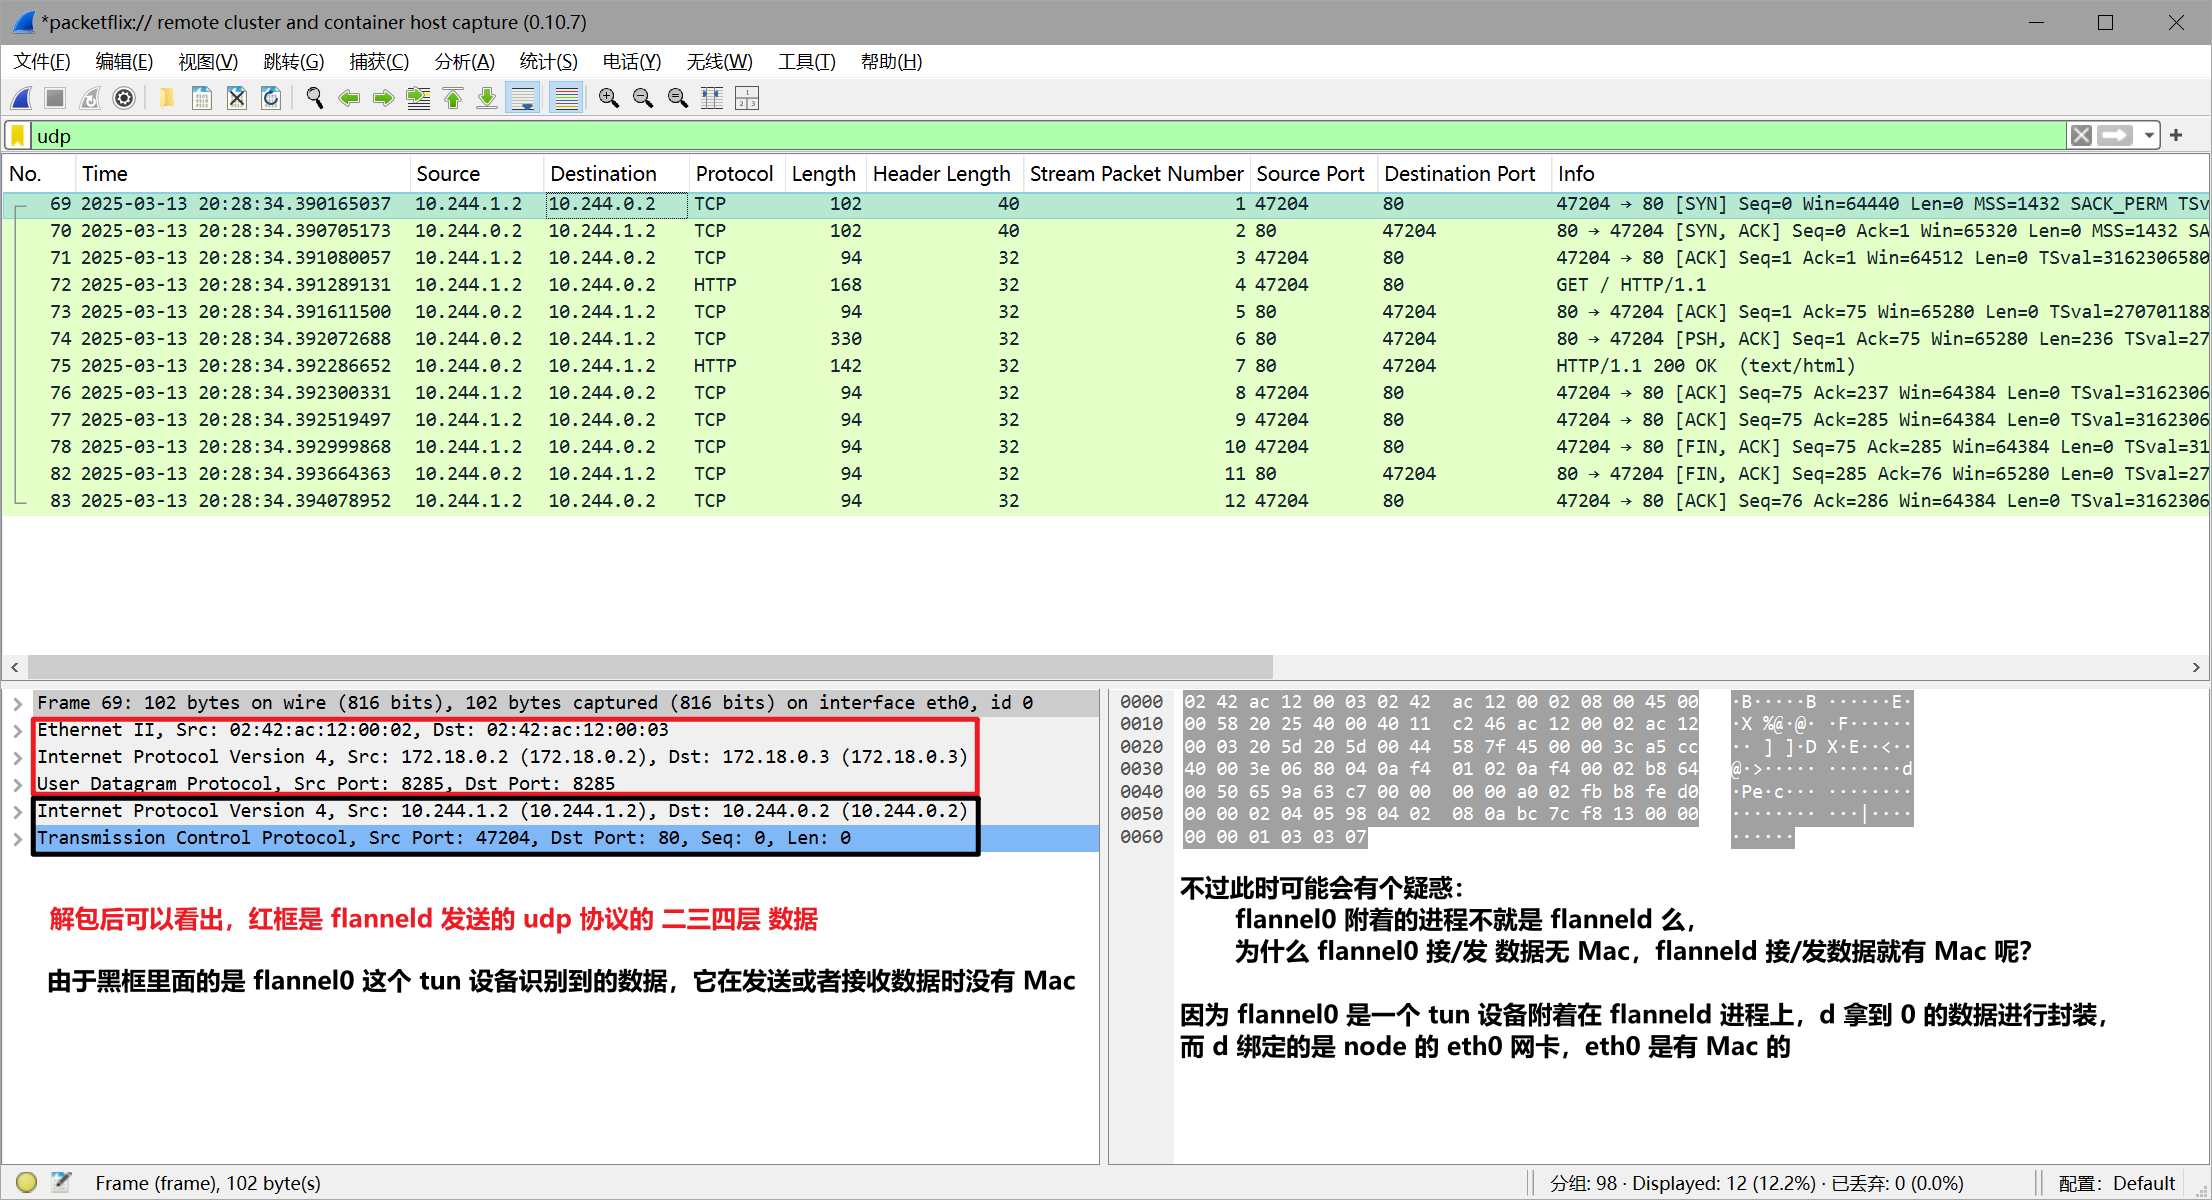 *packetflix:// remote cluster and container host capture (0.10.7)
文件(F) 编辑(E) 视图(V) 跳转(G) 捕获(C) 分析(A) 统计(S) 电话(Y) 无线(W) 工具(T) 帮助(H)
udp
No. Time Source Destination Protocol Length Header Length Stream Packet Number Source Port Destination Port Info
69 2025-03-13 20:28:34.390165037 10.244.1.2 10.244.0.2 TCP 102 40 1 47204 80 47204 → 80 [SYN] Seq=0 Win=64440 Len=0 MSS=1432 SACK_PERM TSv
70 2025-03-13 20:28:34.390705173 10.244.0.2 10.244.1.2 TCP 102 40 2 80 47204 80 → 47204 [SYN, ACK] Seq=0 Ack=1 Win=65320 Len=0 MSS=1432 SA
71 2025-03-13 20:28:34.391080057 10.244.1.2 10.244.0.2 TCP 94 32 3 47204 80 47204 → 80 [ACK] Seq=1 Ack=1 Win=64512 Len=0 TSval=3162306580
72 2025-03-13 20:28:34.391289131 10.244.1.2 10.244.0.2 HTTP 168 32 4 47204 80 GET / HTTP/1.1
73 2025-03-13 20:28:34.391611500 10.244.0.2 10.244.1.2 TCP 94 32 5 80 47204 80 → 47204 [ACK] Seq=1 Ack=75 Win=65280 Len=0 TSval=270701188
74 2025-03-13 20:28:34.392072688 10.244.0.2 10.244.1.2 TCP 330 32 6 80 47204 80 → 47204 [PSH, ACK] Seq=1 Ack=75 Win=65280 Len=236 TSval=27
75 2025-03-13 20:28:34.392286652 10.244.0.2 10.244.1.2 HTTP 142 32 7 80 47204 HTTP/1.1 200 OK (text/html)
76 2025-03-13 20:28:34.392300331 10.244.1.2 10.244.0.2 TCP 94 32 8 47204 80 47204 → 80 [ACK] Seq=75 Ack=237 Win=64384 Len=0 TSval=3162306
77 2025-03-13 20:28:34.392519497 10.244.1.2 10.244.0.2 TCP 94 32 9 47204 80 47204 → 80 [ACK] Seq=75 Ack=285 Win=64384 Len=0 TSval=3162306
78 2025-03-13 20:28:34.392999868 10.244.1.2 10.244.0.2 TCP 94 32 10 47204 80 47204 → 80 [FIN, ACK] Seq=75 Ack=285 Win=64384 Len=0 TSval=31
82 2025-03-13 20:28:34.393664363 10.244.0.2 10.244.1.2 TCP 94 32 11 80 47204 80 → 47204 [FIN, ACK] Seq=285 Ack=76 Win=65280 Len=0 TSval=27
83 2025-03-13 20:28:34.394078952 10.244.1.2 10.244.0.2 TCP 94 32 12 47204 80 47204 → 80 [ACK] Seq=76 Ack=286 Win=64384 Len=0 TSval=3162306
Frame 69: 102 bytes on wire (816 bits), 102 bytes captured (816 bits) on interface eth0, id 0
Ethernet II, Src: 02:42:ac:12:00:02, Dst: 02:42:ac:12:00:03
Internet Protocol Version 4, Src: 172.18.0.2 (172.18.0.2), Dst: 172.18.0.3 (172.18.0.3)
User Datagram Protocol, Src Port: 8285, Dst Port: 8285
Internet Protocol Version 4, Src: 10.244.1.2 (10.244.1.2), Dst: 10.244.0.2 (10.244.0.2)
Transmission Control Protocol, Src Port: 47204, Dst Port: 80, Seq: 0, Len: 0
解包后可以看出，红框是 flanneld 发送的 udp 协议的 二三四层 数据
由于黑框里面的是 flannel0 这个 tun 设备识别到的数据，它在发送或者接收数据时没有 Mac
0000 02 42 ac 12 00 03 02 42 ac 12 00 02 08 00 45 00 ·B·····B ······E·
0010 00 58 20 25 40 00 40 11 c2 46 ac 12 00 02 ac 12 ·X %@·@· ·F······
0020 00 03 20 5d 20 5d 00 44 58 7f 45 00 00 3c a5 cc ·· ] ]·D X·E··<··
0030 40 00 3e 06 80 04 0a f4 01 02 0a f4 00 02 b8 64 @·>····· ·······d
0040 00 50 65 9a 63 c7 00 00 00 00 a0 02 fb b8 fe d0 ·Pe·c··· ········
0050 00 00 02 04 05 98 04 02 08 0a bc 7c f8 13 00 00 ········ ···|····
0060 00 00 01 03 03 07 ······
不过此时可能会有个疑惑：
flannel0 附着的进程不就是 flanneld 么，
为什么 flannel0 接/发 数据无 Mac，flanneld 接/发数据就有 Mac 呢？
因为 flannel0 是一个 tun 设备附着在 flanneld 进程上，d 拿到 0 的数据进行封装，
而 d 绑定的是 node 的 eth0 网卡，eth0 是有 Mac 的
Frame (frame), 102 byte(s) 分组: 98 · Displayed: 12 (12.2%) · 已丢弃: 0 (0.0%) 配置: Default